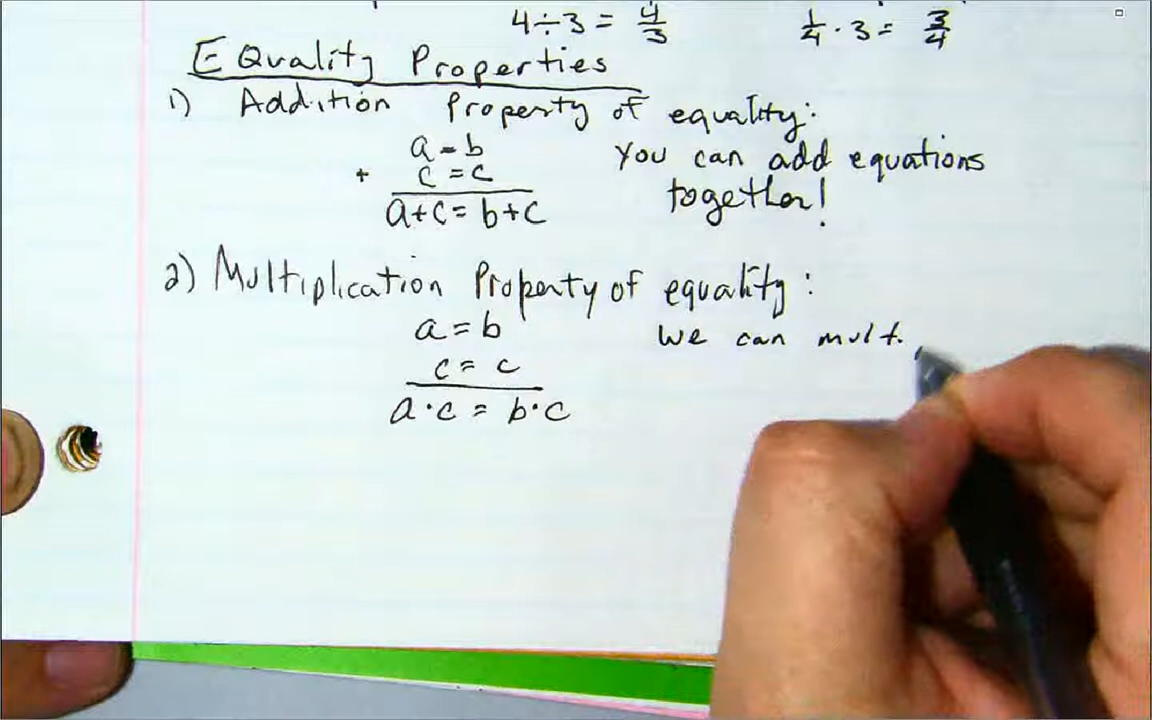 4÷3 = 4/3
1/4 · 3 = 3/4
Equality Properties
1) Addition Property of equality:
a = b
You can add equations
+ c = c
together!
a+c = b+c
2) Multiplication Property of equality:
a = b
we can mult.
c = c
a·c = b·c